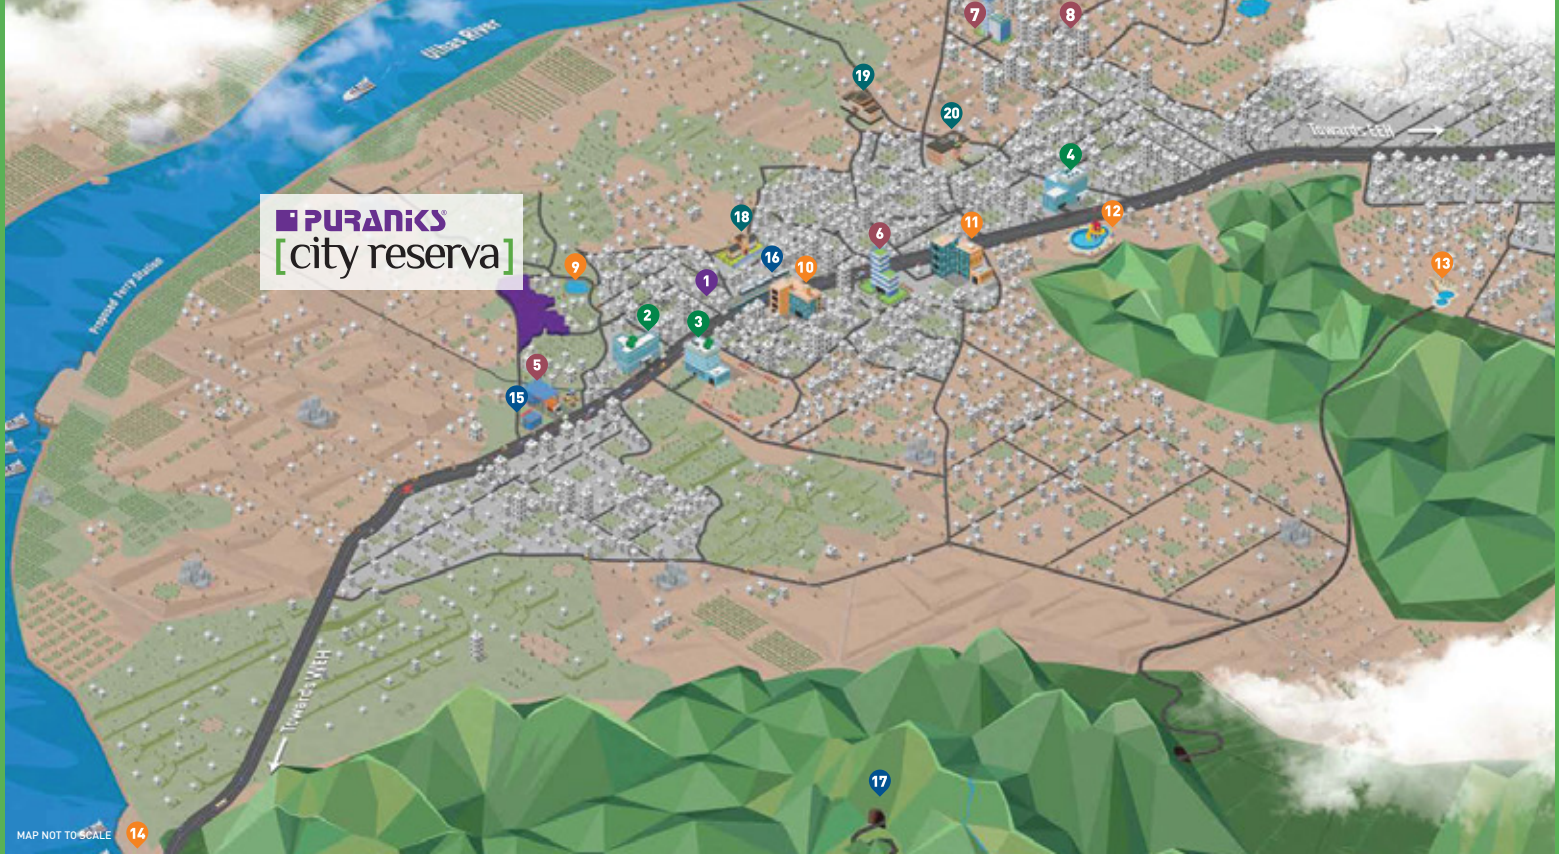 7
8
Ulhas River
19
20
Towards EEH
4
PURANiKS®
[city reserva]
18
12
6
11
9
16
10
13
1
Proposed Ferry Station
2
3
5
15
Towards WEH
17
MAP NOT TO SCALE
14